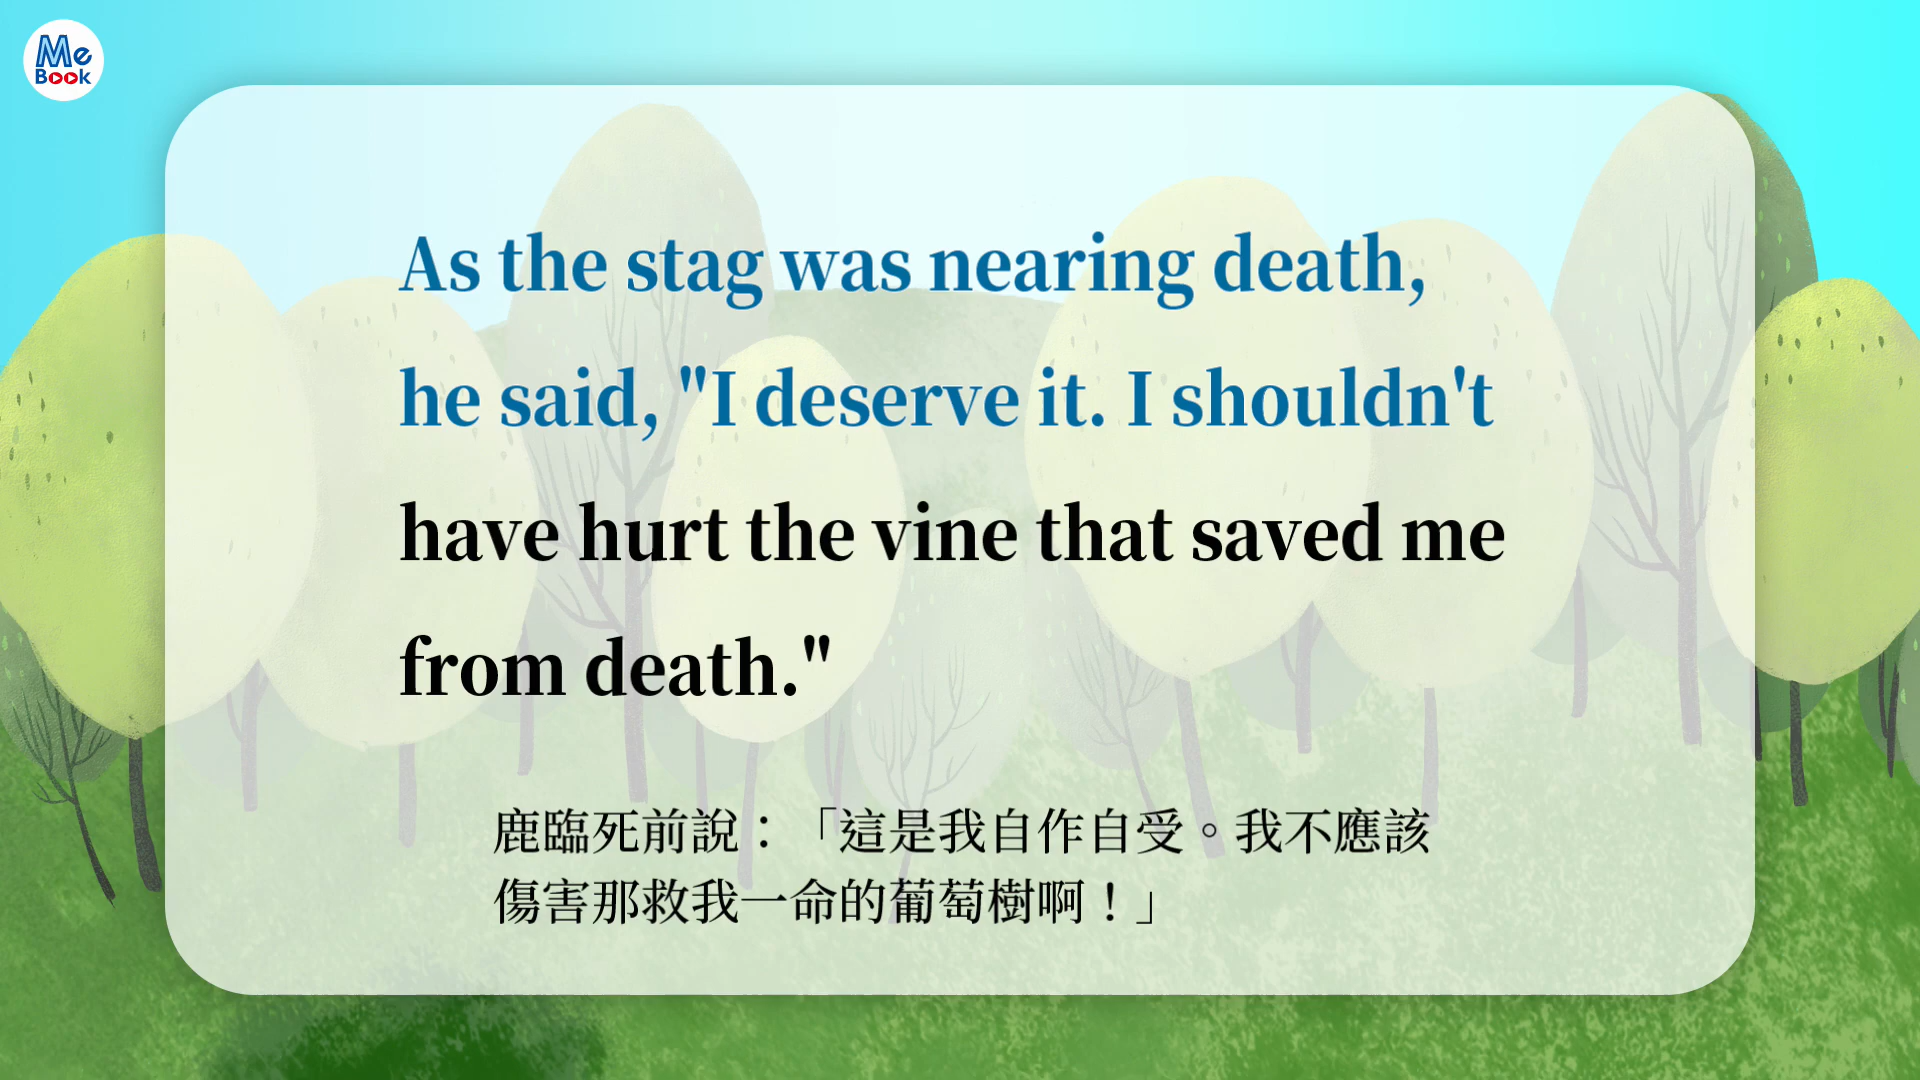 Me
Book
As the stag was nearing death,
he said, "I deserve it. I shouldn't
have hurt the vine that saved me
from death."
鹿臨死前說：「這是我自作自受。我不應該
傷害那救我一命的葡萄樹啊！」